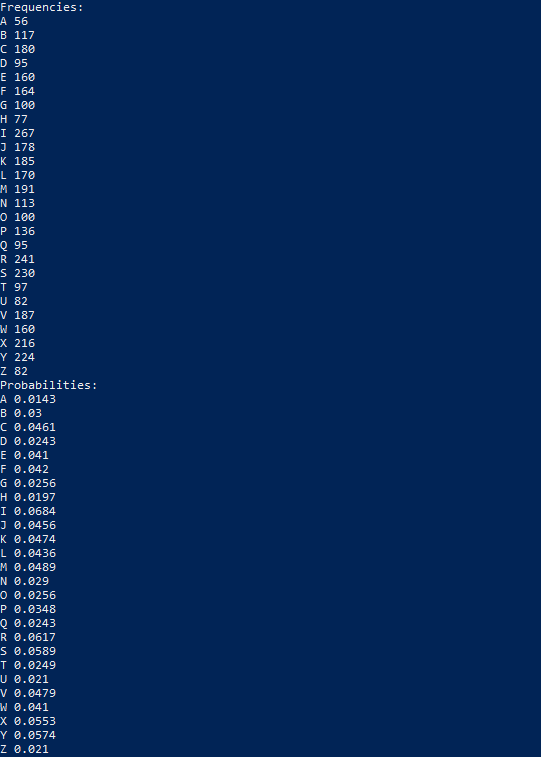 Frequencies:
A 56
B 117
C 180
D 95
E 160
F 164
G 100
H 77
I 267
J 178
K 185
L 170
M 191
N 113
O 100
P 136
Q 95
R 241
S 230
T 97
U 82
V 187
W 160
X 216
Y 224
Z 82
Probabilities:
A 0.0143
B 0.03
C 0.0461
D 0.0243
E 0.041
F 0.042
G 0.0256
H 0.0197
I 0.0684
J 0.0456
K 0.0474
L 0.0436
M 0.0489
N 0.029
O 0.0256
P 0.0348
Q 0.0243
R 0.0617
S 0.0589
T 0.0249
U 0.021
V 0.0479
W 0.041
X 0.0553
Y 0.0574
Z 0.021